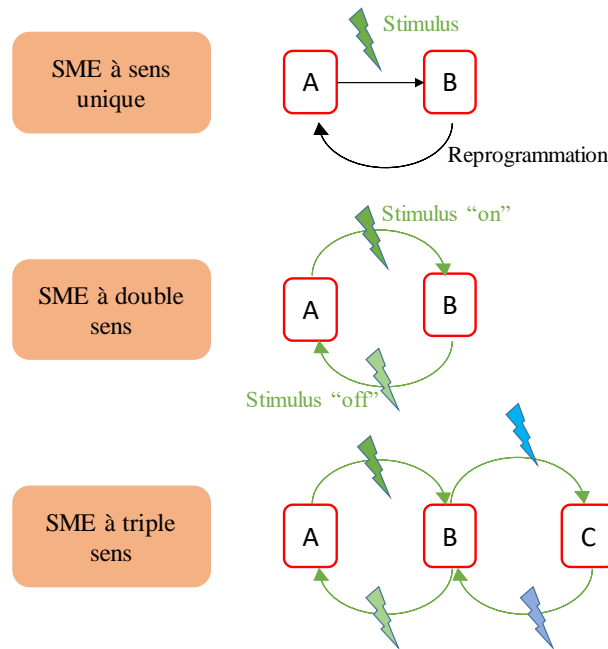 Stimulus
SME à sens
unique
A
B
Reprogrammation
Stimulus “on”
SME à double
sens
A
B
Stimulus “off”
SME à triple
sens
A
B
C